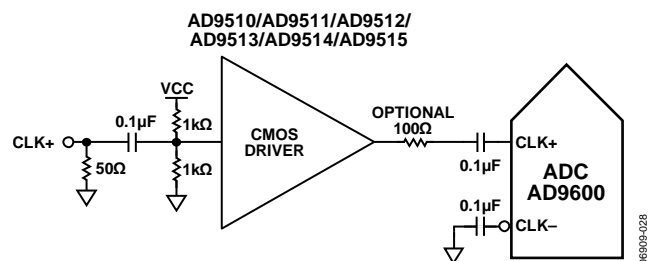 AD9510/AD9511/AD9512/
AD9513/AD9514/AD9515
VCC
OPTIONAL
100Ω
0.1µF
1kΩ
CLK+
CMOS
DRIVER
CLK+
50Ω
1kΩ
0.1µF
ADC
AD9600
0.1µF
CLK–
06909-028